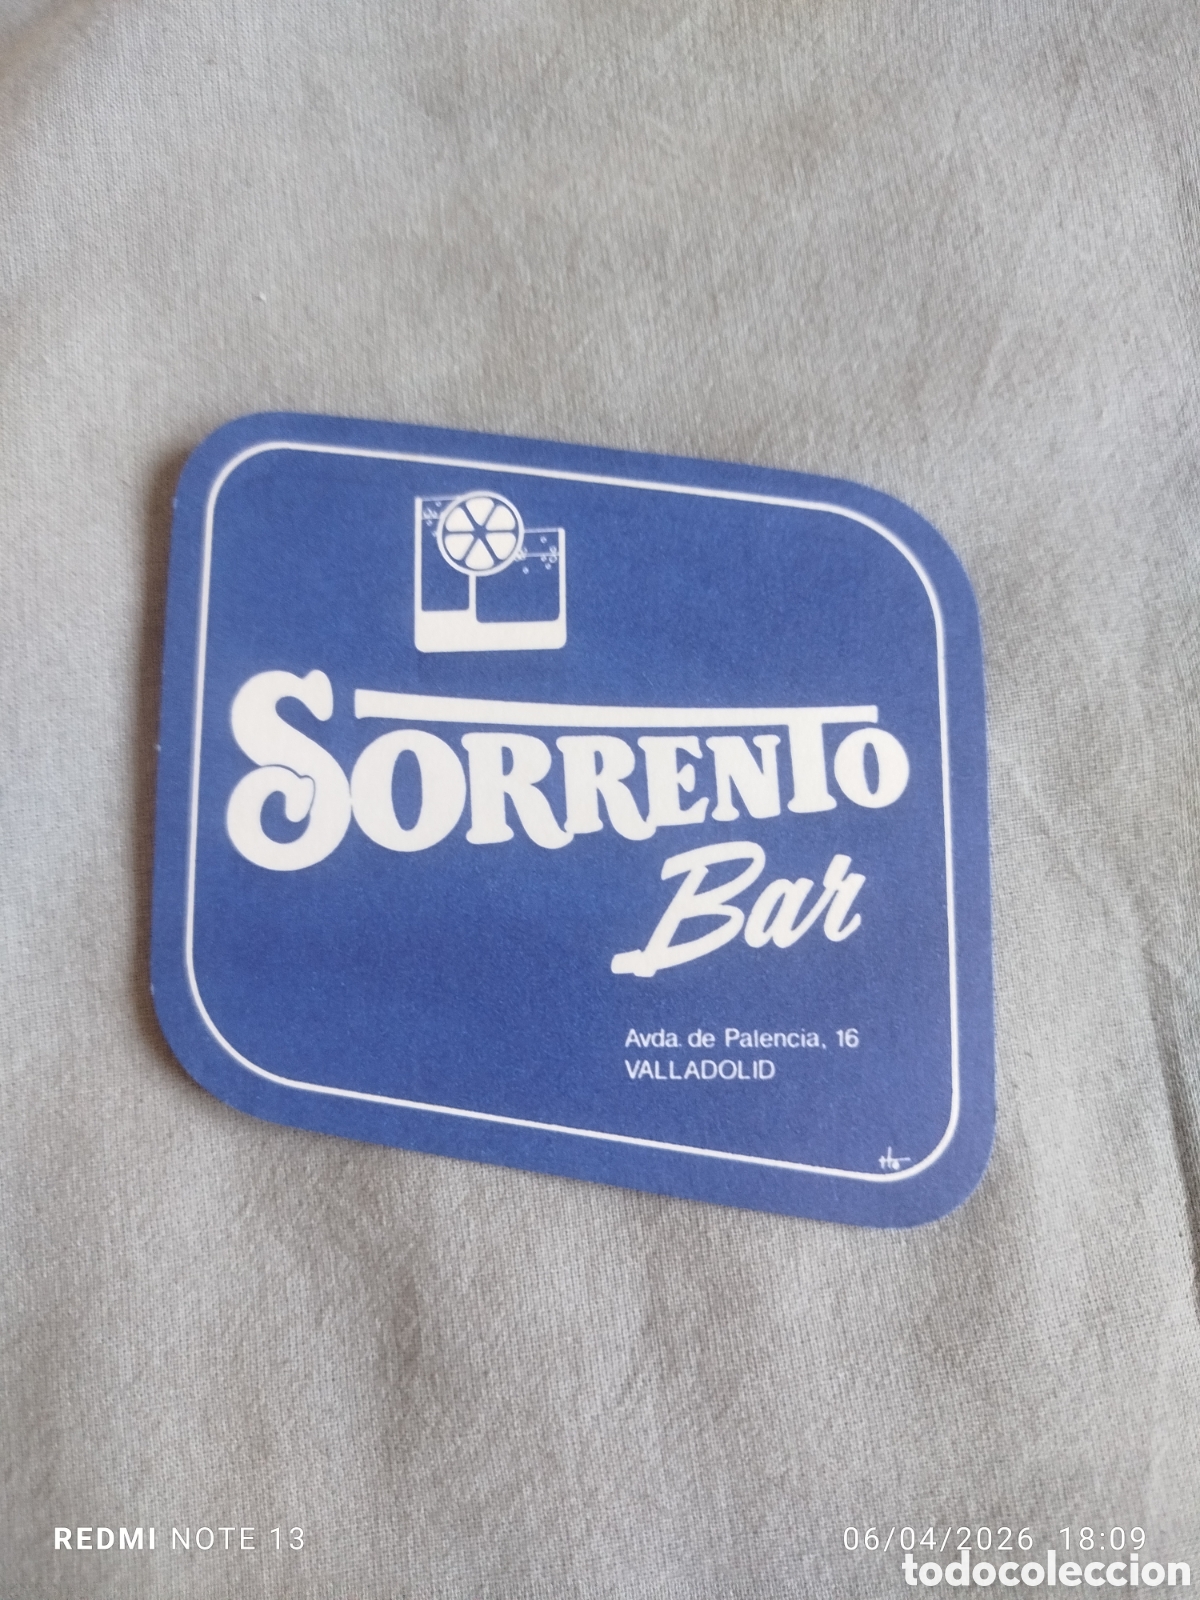 SORRENTO
Bar
Avda. de Palencia, 16
VALLADOLID
REDMI NOTE 13
06/04/2026 18:09
todocoleccion